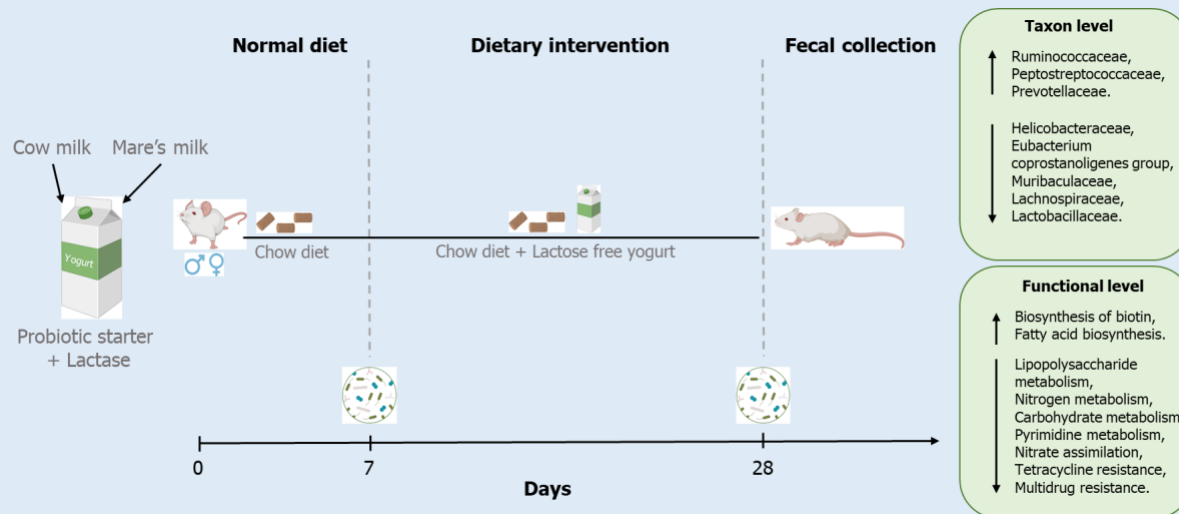 Normal diet
Dietary intervention
Fecal collection
Cow milk
Mare's milk
Yogurt
Probiotic starter
+ Lactase
Chow diet
Chow diet + Lactose free yogurt
0
7
28
Days
Taxon level
Ruminococcaceae,
Peptostreptococcaceae,
Prevotellaceae.
Helicobacteraceae,
Eubacterium
coprostanoligenes group,
Muribaculaceae,
Lachnospiraceae,
Lactobacillaceae.
Functional level
Biosynthesis of biotin,
Fatty acid biosynthesis.
Lipopolysaccharide
metabolism,
Nitrogen metabolism,
Carbohydrate metabolism
Pyrimidine metabolism,
Nitrate assimilation,
Tetracycline resistance,
Multidrug resistance.